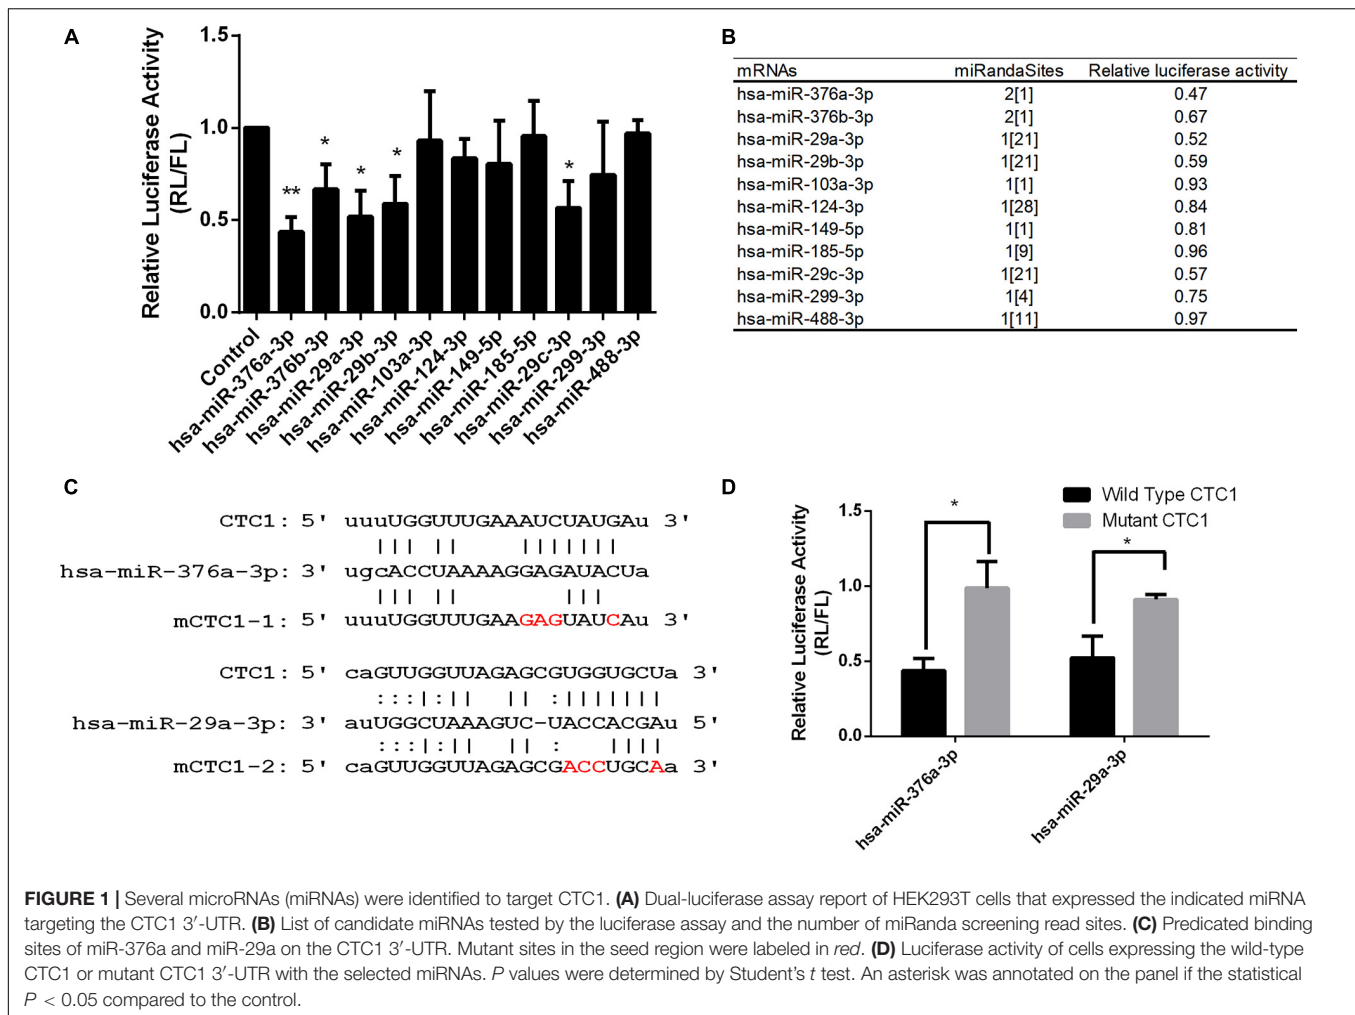 A
Relative Luciferase Activity
(RL/FL)
1.5
1.0
0.5
0.0
** * * * *
Control
hsa-miR-376a-3p
hsa-miR-376b-3p
hsa-miR-29a-3p
hsa-miR-29b-3p
hsa-miR-103a-3p
hsa-miR-124-3p
hsa-miR-149-5p
hsa-miR-185-5p
hsa-miR-29c-3p
hsa-miR-299-3p
hsa-miR-488-3p
B
mRNAs miRandaSites Relative luciferase activity
hsa-miR-376a-3p 2[1] 0.47
hsa-miR-376b-3p 2[1] 0.67
hsa-miR-29a-3p 1[21] 0.52
hsa-miR-29b-3p 1[21] 0.59
hsa-miR-103a-3p 1[1] 0.93
hsa-miR-124-3p 1[28] 0.84
hsa-miR-149-5p 1[1] 0.81
hsa-miR-185-5p 1[9] 0.96
hsa-miR-29c-3p 1[21] 0.57
hsa-miR-299-3p 1[4] 0.75
hsa-miR-488-3p 1[11] 0.97
C
CTC1: 5' uuuUGGUUUGAAAUCUAUGAu 3'
||| || |||||||
hsa-miR-376a-3p: 3' ugcACCUAAAAGGAGAUACUa
||| || |||
mCTC1-1: 5' uuuUGGUUUGAAGAGUAUCAu 3'
CTC1: 5' caGUUGGUUAGAGCGUGGUGCUa 3'
:::|:|| || :|||||||
hsa-miR-29a-3p: 3' auUGGCUAAAGUC-UACCACGAu 5'
:::|:|| || : ||||
mCTC1-2: 5' caGUUGGUUAGAGCGACCUGCAa 3'
D
Wild Type CTC1
Mutant CTC1
Relative Luciferase Activity
(RL/FL)
1.5
1.0
0.5
0.0
* *
hsa-miR-376a-3p
hsa-miR-29a-3p
FIGURE 1 | Several microRNAs (miRNAs) were identified to target CTC1. (A) Dual-luciferase assay report of HEK293T cells that expressed the indicated miRNA
targeting the CTC1 3′-UTR. (B) List of candidate miRNAs tested by the luciferase assay and the number of miRanda screening read sites. (C) Predicated binding
sites of miR-376a and miR-29a on the CTC1 3′-UTR. Mutant sites in the seed region were labeled in red. (D) Luciferase activity of cells expressing the wild-type
CTC1 or mutant CTC1 3′-UTR with the selected miRNAs. P values were determined by Student's t test. An asterisk was annotated on the panel if the statistical
P < 0.05 compared to the control.